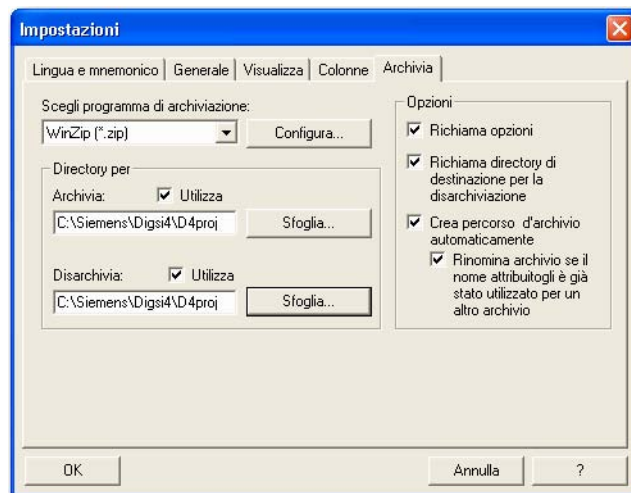 Impostazioni
Lingua e mnemonico Generale Visualizza Colonne Archivia
Scegli programma di archiviazione:
WinZip (*.zip)
Configura...
Directory per
Archivia:
Utilizza
C:\Siemens\Digsi4\D4proj
Sfoglia...
Disarchivia:
Utilizza
C:\Siemens\Digsi4\D4proj
Sfoglia...
Opzioni
Richiama opzioni
Richiama directory di
destinazione per la
disarchiviazione
Crea percorso d'archivio
automaticamente
Rinomina archivio se il
nome attribuitogli è già
stato utilizzato per un
altro archivio
OK
Annulla
?